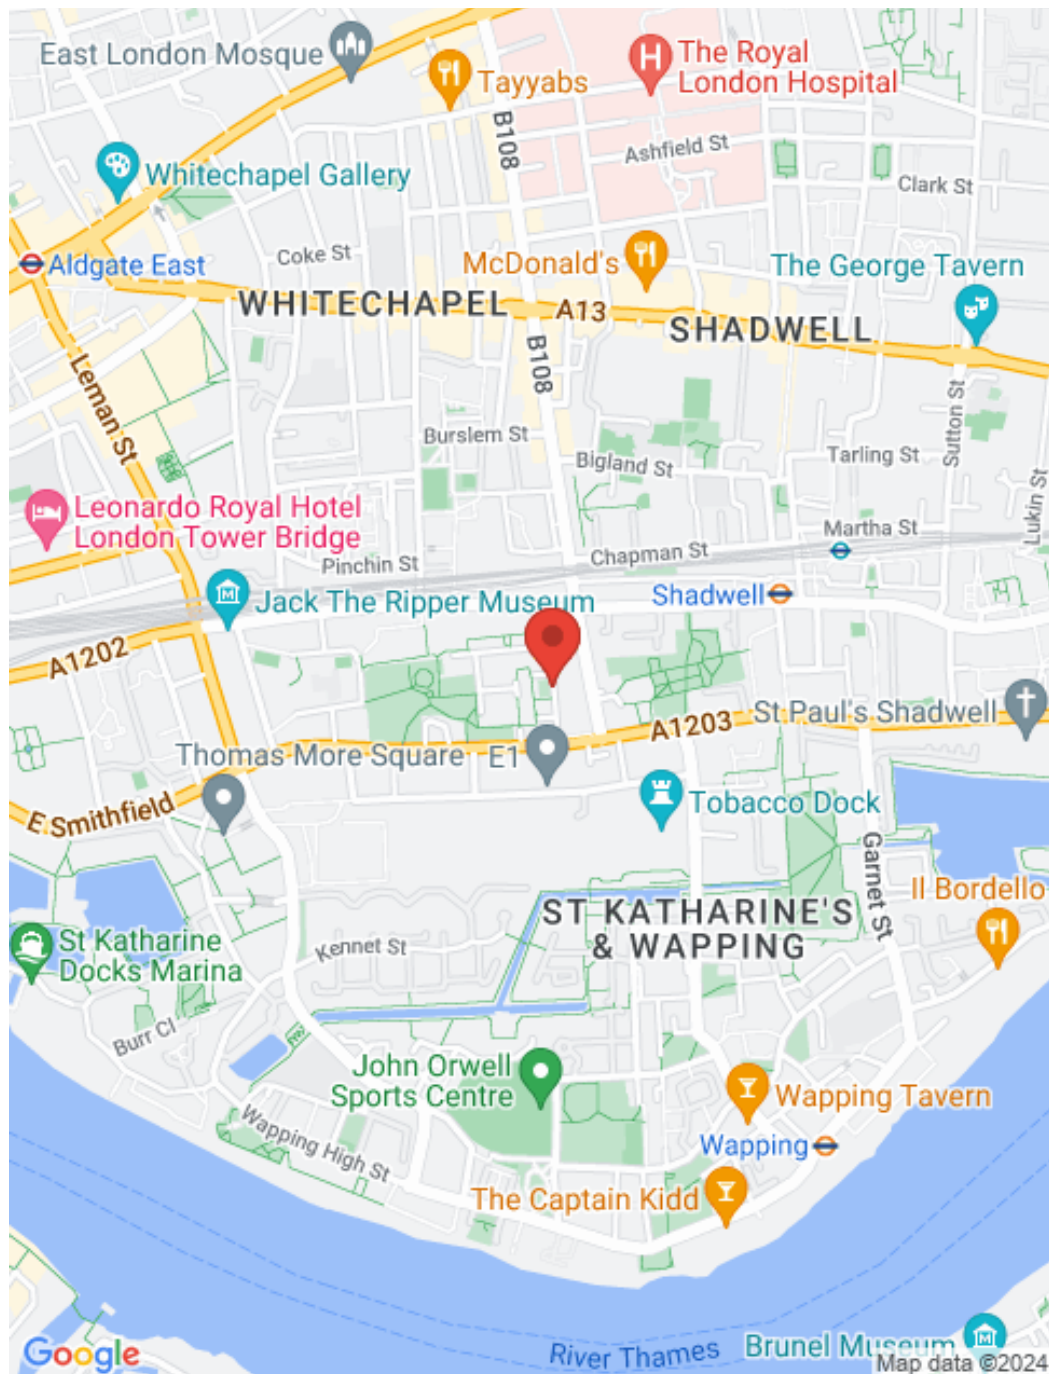 East London Mosque
Tayyabs
The Royal
London Hospital
B108
Ashfield St
Whitechapel Gallery
Clark St
Coke St
McDonald's
Aldgate East
The George Tavern
WHITECHAPEL
A13
SHADWELL
B108
Leman St
Sutton St
Burslem St
Bigland St
Tarling St
Lukin St
Leonardo Royal Hotel
London Tower Bridge
Martha St
Chapman St
Pinchin St
Jack The Ripper Museum
Shadwell
A1202
St Paul's Shadwell
A1203
Thomas More Square
E1
E Smithfield
Tobacco Dock
Garnet St
Il Bordello
ST KATHARINE'S
& WAPPING
St Katharine
Docks Marina
Kennet St
Burr Cl
John Orwell
Sports Centre
Wapping Tavern
Wapping High St
Wapping
The Captain Kidd
Google
River Thames
Brunel Museum
Map data ©2024